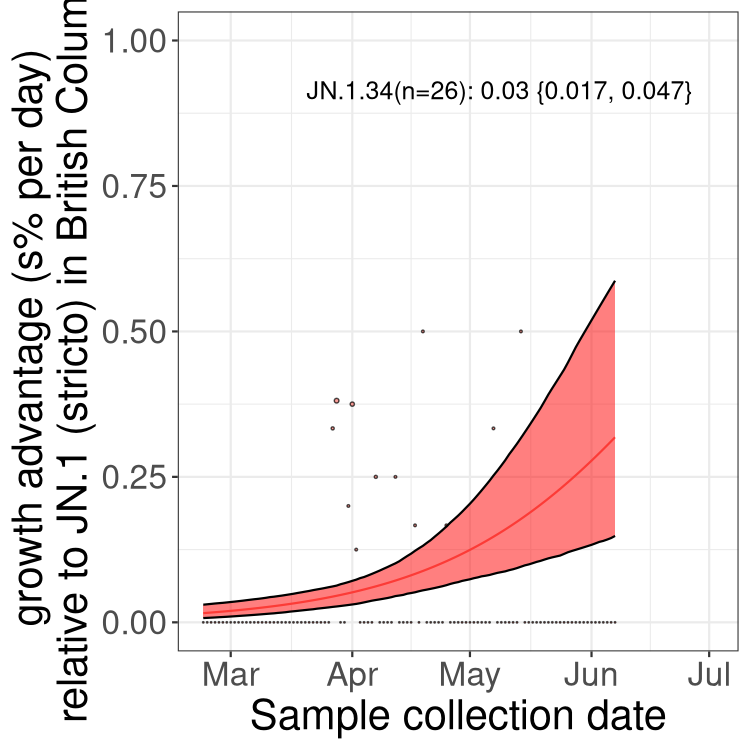 growth advantage (s% per day)
relative to JN.1 (stricto) in British Colum
1.00
0.75
0.50
0.25
0.00
JN.1.34(n=26): 0.03 {0.017, 0.047}
Mar Apr May Jun Jul
Sample collection date